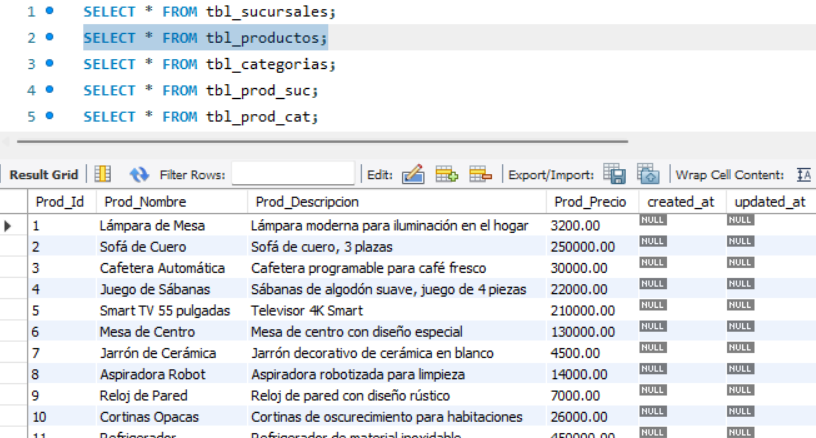 1 SELECT * FROM tbl_sucursales;
2 SELECT * FROM tbl_productos;
3 SELECT * FROM tbl_categorias;
4 SELECT * FROM tbl_prod_suc;
5 SELECT * FROM tbl_prod_cat;
Result Grid Filter Rows: Edit: Export/Import: Wrap Cell Content: IA
Prod_Id Prod_Nombre Prod_Descripcion Prod_Precio created_at updated_at
1 Lámpara de Mesa Lámpara moderna para iluminación en el hogar 3200.00 NULL NULL
2 Sofá de Cuero Sofá de cuero, 3 plazas 250000.00 NULL NULL
3 Cafetera Automática Cafetera programable para café fresco 30000.00 NULL NULL
4 Juego de Sábanas Sábanas de algodón suave, juego de 4 piezas 22000.00 NULL NULL
5 Smart TV 55 pulgadas Televisor 4K Smart 210000.00 NULL NULL
6 Mesa de Centro Mesa de centro con diseño especial 130000.00 NULL NULL
7 Jarrón de Cerámica Jarrón decorativo de cerámica en blanco 4500.00 NULL NULL
8 Aspiradora Robot Aspiradora robotizada para limpieza 14000.00 NULL NULL
9 Reloj de Pared Reloj de pared con diseño rústico 7000.00 NULL NULL
10 Cortinas Opacas Cortinas de oscurecimiento para habitaciones 26000.00 NULL NULL
11 Refrigerador Refrigerador de material inoxidable 450000.00 NULL NULL